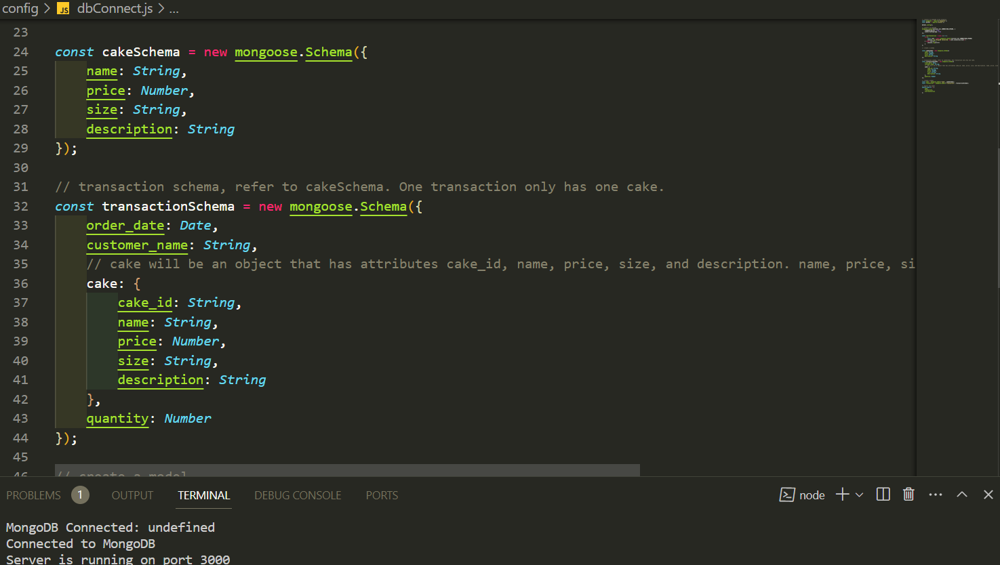 config > JS dbConnect.js > ...
23
24 const cakeSchema = new mongoose.Schema({
25 name: String,
26 price: Number,
27 size: String,
28 description: String
29 });
30
31 // transaction schema, refer to cakeSchema. One transaction only has one cake.
32 const transactionSchema = new mongoose.Schema({
33 order_date: Date,
34 customer_name: String,
35 // cake will be an object that has attributes cake_id, name, price, size, and description. name, price, si
36 cake: {
37 cake_id: String,
38 name: String,
39 price: Number,
40 size: String,
41 description: String
42 },
43 quantity: Number
44 });
45
46 // create a model
PROBLEMS 1 OUTPUT TERMINAL DEBUG CONSOLE PORTS node
MongoDB Connected: undefined
Connected to MongoDB
Server is running on port 3000